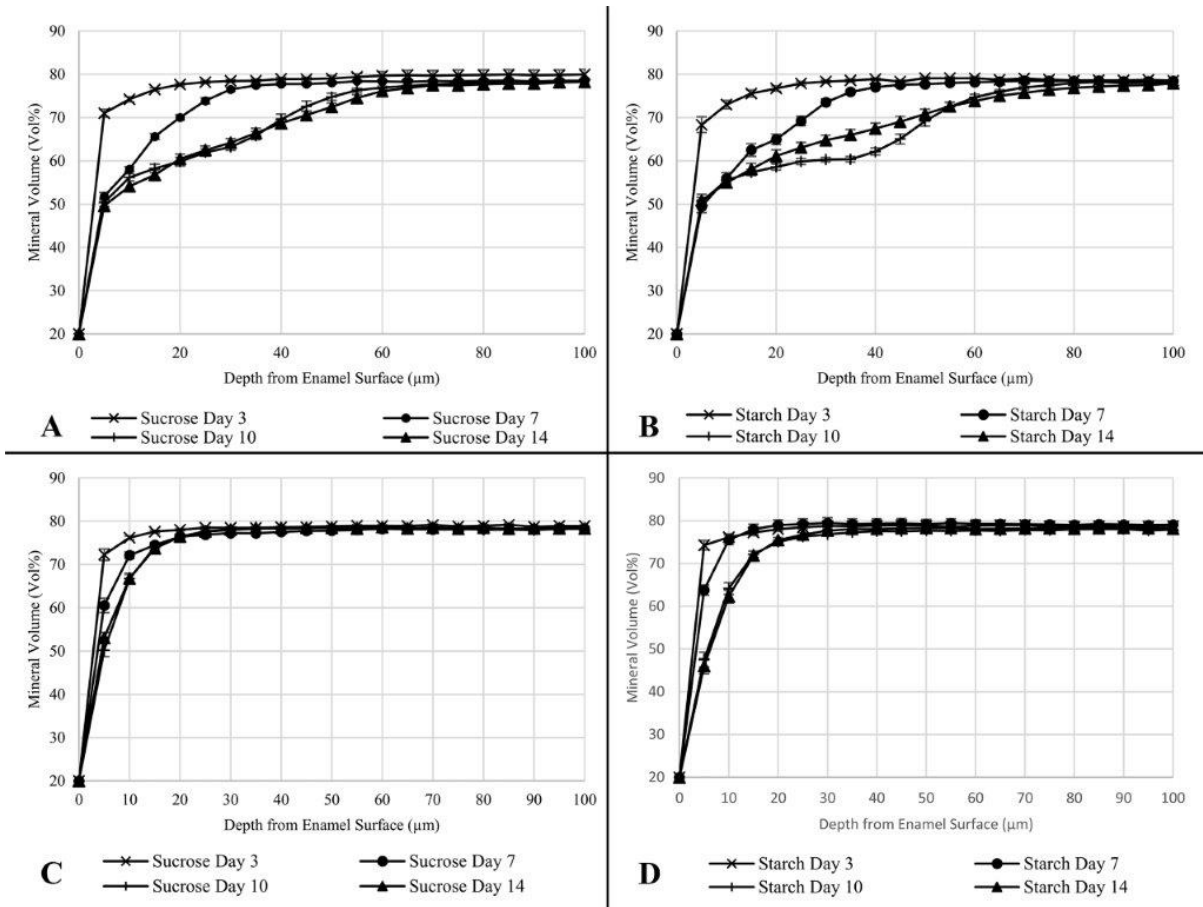 90
80
70
60
50
40
30
20
Mineral Volume (Vol%)
0 20 40 60 80 100
Depth from Enamel Surface (µm)
A
Sucrose Day 3 Sucrose Day 7
Sucrose Day 10 Sucrose Day 14
90
80
70
60
50
40
30
20
Mineral Volume (Vol%)
0 20 40 60 80 100
Depth from Enamel Surface (µm)
B
Starch Day 3 Starch Day 7
Starch Day 10 Starch Day 14
90
80
70
60
50
40
30
20
Mineral Volume (Vol%)
0 10 20 30 40 50 60 70 80 90 100
Depth from Enamel Surface (µm)
C
Sucrose Day 3 Sucrose Day 7
Sucrose Day 10 Sucrose Day 14
90
80
70
60
50
40
30
20
Mineral Volume (Vol%)
0 10 20 30 40 50 60 70 80 90 100
Depth from Enamel Surface (µm)
D
Starch Day 3 Starch Day 7
Starch Day 10 Starch Day 14